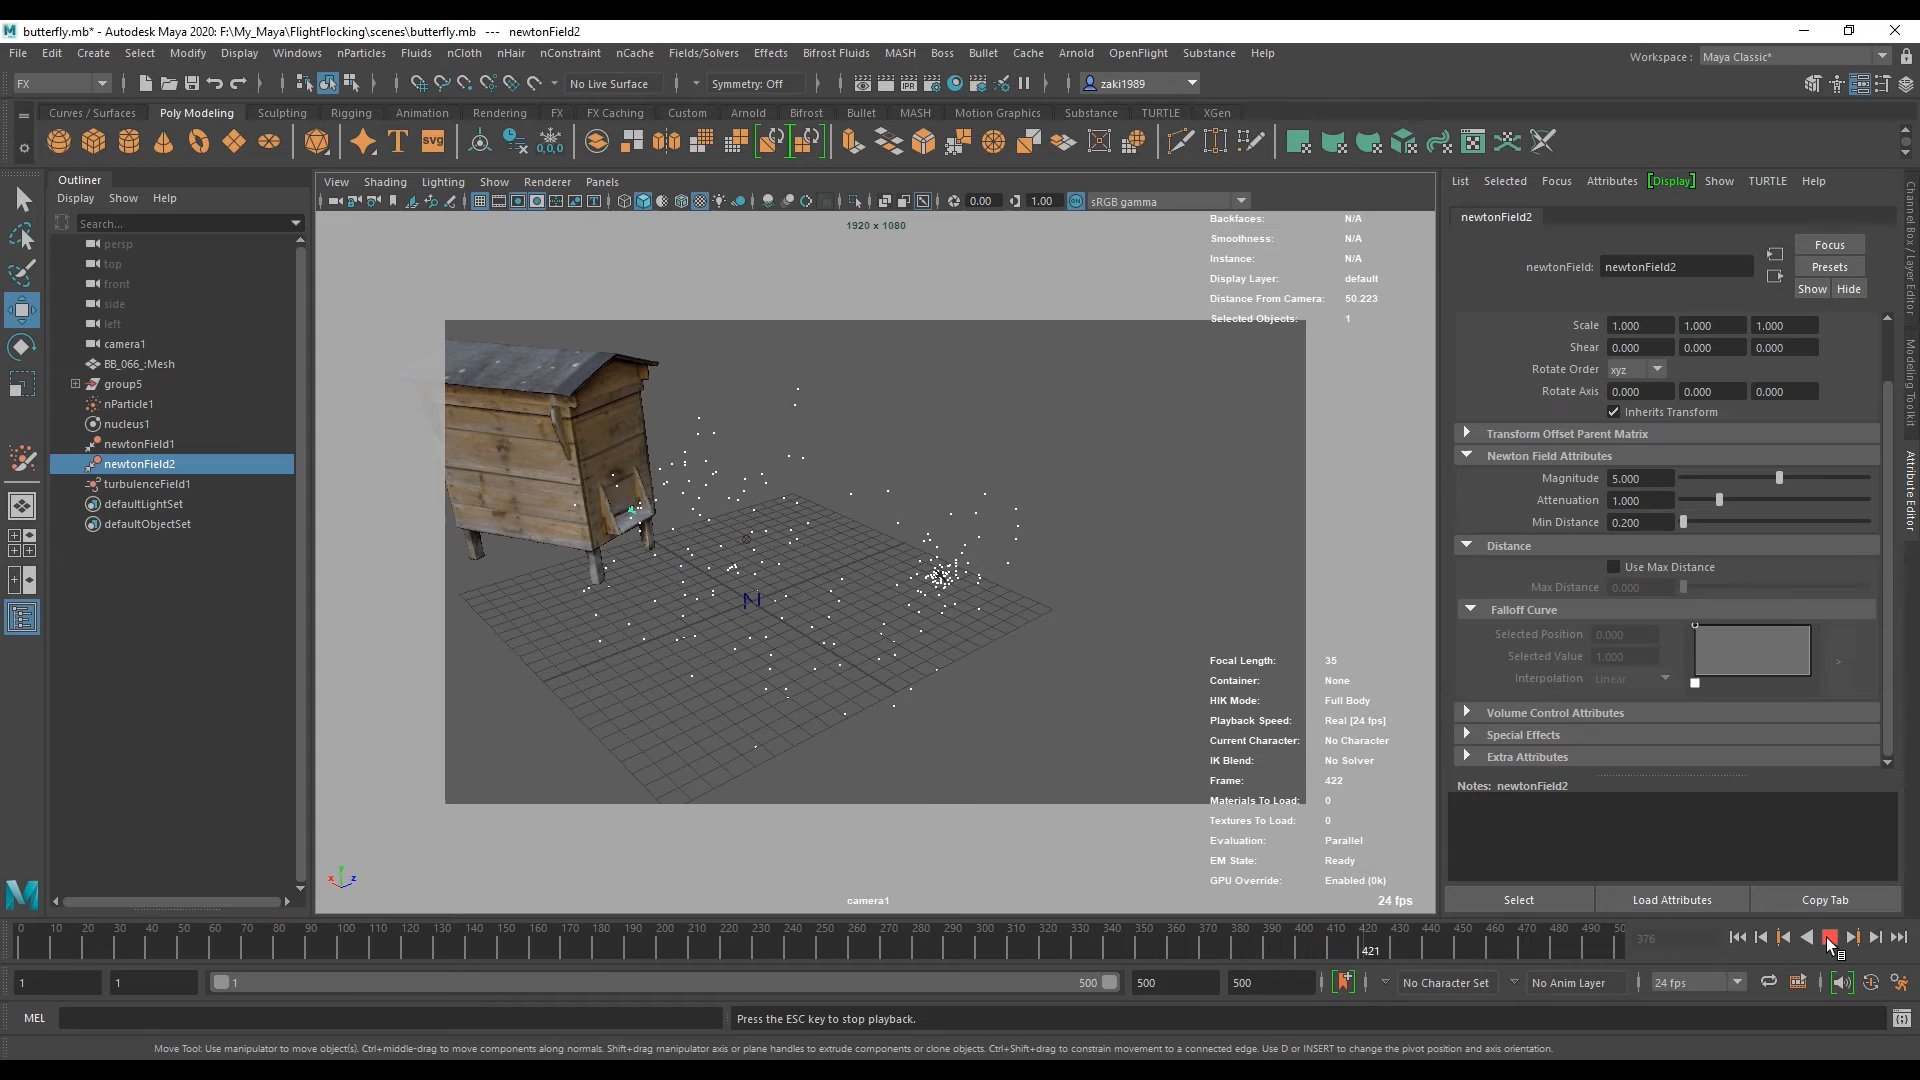 butterfly.mb* - Autodesk Maya 2020: F:\My_Maya\FlightFlocking\scenes\butterfly.mb --- newtonField2
File Edit Create Select Modify Display Windows nParticles Fluids nCloth nHair nConstraint nCache Fields/Solvers Effects Bifrost Fluids MASH Boss Bullet Cache Arnold OpenFlight Substance Help
Workspace : Maya Classic*
FX
No Live Surface
Symmetry: Off
zaki1989
Curves / Surfaces Poly Modeling Sculpting Rigging Animation Rendering FX FX Caching Custom Arnold Bifrost Bullet MASH Motion Graphics Substance TURTLE XGen
SVG
0,0,0
Outliner
Display Show Help
Search...
persp
top
front
side
left
camera1
BB_066_:Mesh
group5
nParticle1
nucleus1
newtonField1
newtonField2
turbulenceField1
defaultLightSet
defaultObjectSet
View Shading Lighting Show Renderer Panels
0.00
1.00
sRGB gamma
1920 x 1080
Backfaces: N/A
Smoothness: N/A
Instance: N/A
Display Layer: default
Distance From Camera: 50.223
Selected Objects: 1
N
Focal Length: 35
Container: None
HIK Mode: Full Body
Playback Speed: Real [24 fps]
Current Character: No Character
IK Blend: No Solver
Frame: 422
Materials To Load: 0
Textures To Load: 0
Evaluation: Parallel
EM State: Ready
GPU Override: Enabled (0k)
x y z
camera1
24 fps
List Selected Focus Attributes Display Show TURTLE Help
newtonField2
newtonField: newtonField2
Focus
Presets
Show Hide
Scale 1.000 1.000 1.000
Shear 0.000 0.000 0.000
Rotate Order xyz
Rotate Axis 0.000 0.000 0.000
Inherits Transform
Transform Offset Parent Matrix
Newton Field Attributes
Magnitude 5.000
Attenuation 1.000
Min Distance 0.200
Distance
Use Max Distance
Max Distance 0.000
Falloff Curve
Selected Position 0.000
Selected Value 1.000
Interpolation Linear
>
Volume Control Attributes
Special Effects
Extra Attributes
Notes: newtonField2
Select Load Attributes Copy Tab
Channel Box / Layer Editor
Modeling Toolkit
Attribute Editor
0 10 20 30 40 50 60 70 80 90 100 110 120 130 140 150 160 170 180 190 200 210 220 230 240 250 260 270 280 290 300 310 320 330 340 350 360 370 380 390 400 410 420 430 440 450 460 470 480 490 50
421
376
1 1 1 500 500 500
No Character Set
No Anim Layer
24 fps
MEL
Press the ESC key to stop playback.
Move Tool: Use manipulator to move object(s). Ctrl+middle-drag to move components along normals. Shift+drag manipulator axis or plane handles to extrude components or clone objects. Ctrl+Shift+drag to constrain movement to a connected edge. Use D or INSERT to change the pivot position and axis orientation.